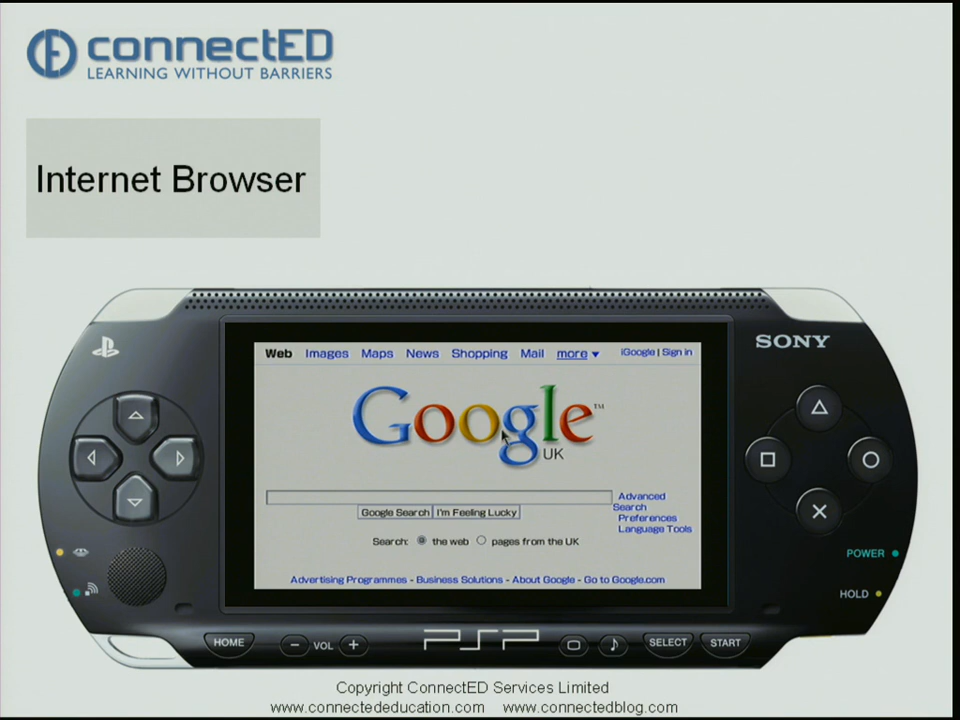 connectED
LEARNING WITHOUT BARRIERS
Internet Browser
SONY
Web Images Maps News Shopping Mail more ▼ iGoogle | Sign in
Google™
UK
Advanced Search
Preferences
Language Tools
Google Search I'm Feeling Lucky
Search: the web pages from the UK
Advertising Programmes - Business Solutions - About Google - Go to Google.com
POWER
HOLD
HOME - VOL + PSP SELECT START
Copyright ConnectED Services Limited
www.connectededucation.com www.connectedblog.com